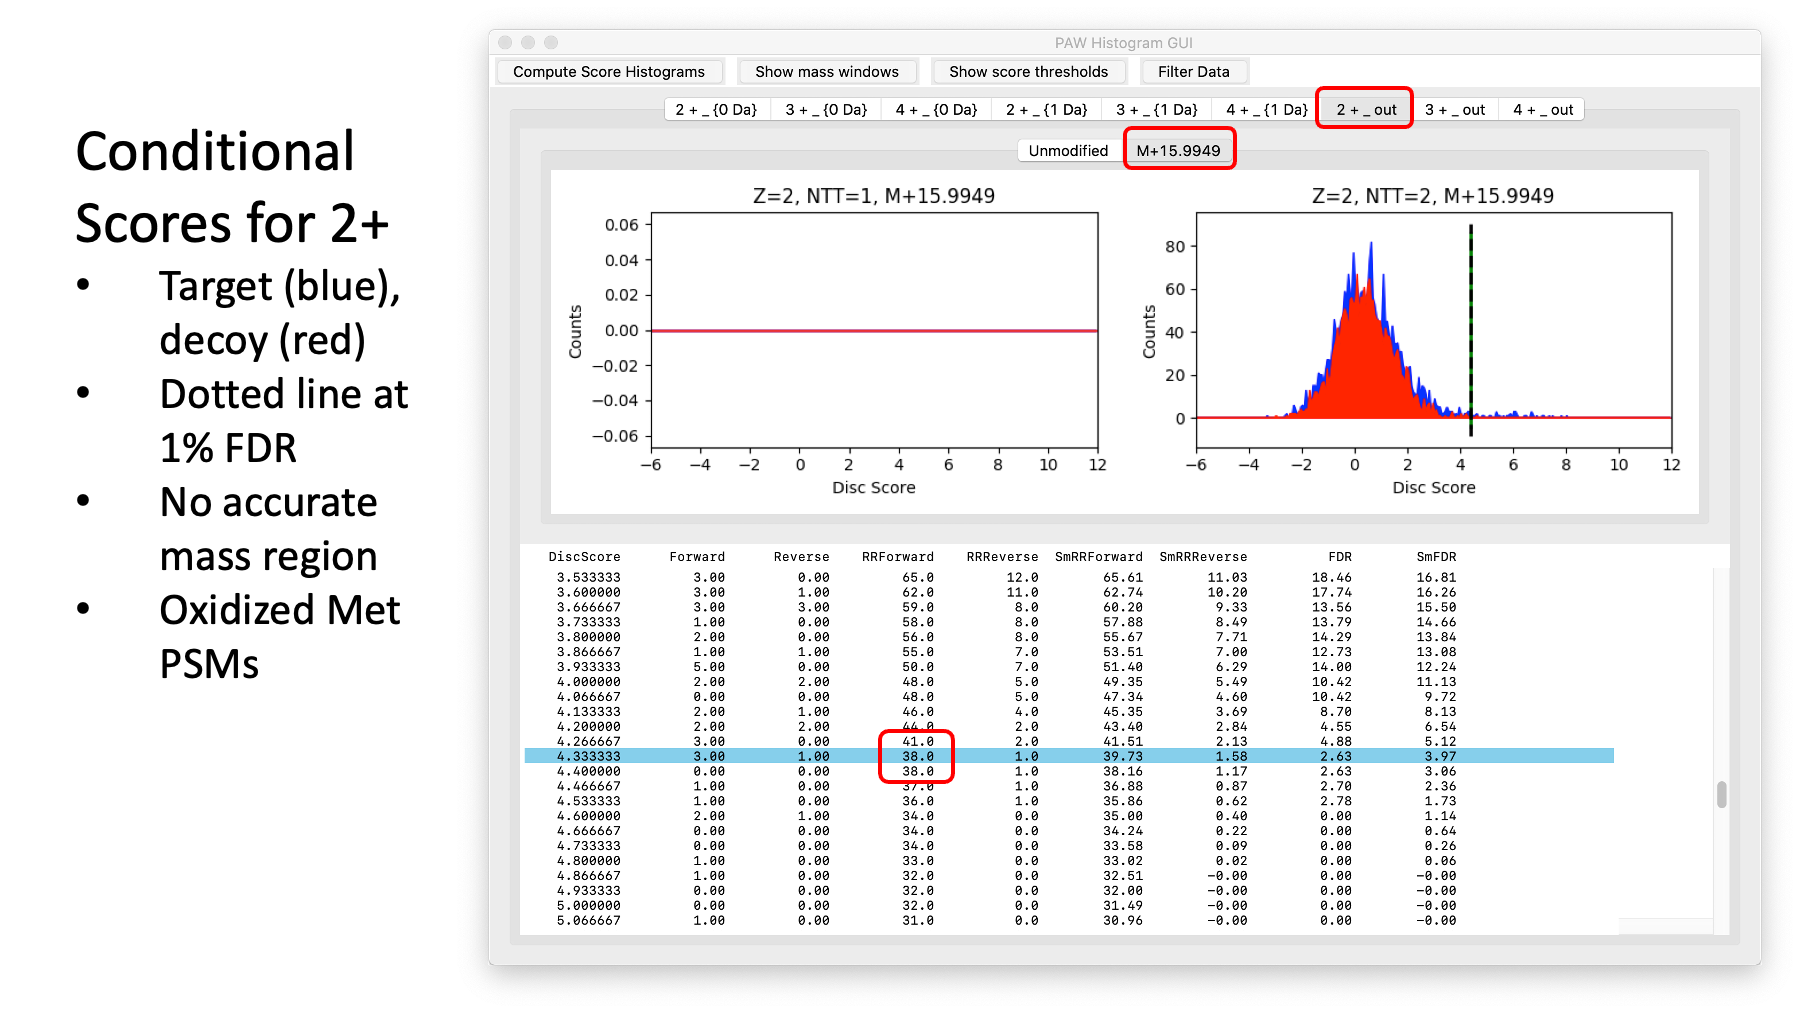 Conditional
Scores for 2+
• Target (blue),
decoy (red)
• Dotted line at
1% FDR
• No accurate
mass region
• Oxidized Met
PSMs
PAW Histogram GUI
Compute Score Histograms Show mass windows Show score thresholds Filter Data
2 + _ {0 Da} 3 + _ {0 Da} 4 + _ {0 Da} 2 + _ {1 Da} 3 + _ {1 Da} 4 + _ {1 Da} 2 + _ out 3 + _ out 4 + _ out
Unmodified M+15.9949
Z=2, NTT=1, M+15.9949
0.06
0.04
0.02
0.00
−0.02
−0.04
−0.06
Counts
−6 −4 −2 0 2 4 6 8 10 12
Disc Score
Z=2, NTT=2, M+15.9949
80
60
40
20
0
Counts
−6 −4 −2 0 2 4 6 8 10 12
Disc Score
DiscScore Forward Reverse RRForward RRReverse SmRRForward SmRRReverse FDR SmFDR
3.533333 3.00 0.00 65.0 12.0 65.61 11.03 18.46 16.81
3.600000 3.00 1.00 62.0 11.0 62.74 10.20 17.74 16.26
3.666667 3.00 3.00 59.0 8.0 60.20 9.33 13.56 15.50
3.733333 1.00 0.00 58.0 8.0 57.88 8.49 13.79 14.66
3.800000 2.00 0.00 56.0 8.0 55.67 7.71 14.29 13.84
3.866667 1.00 1.00 55.0 7.0 53.51 7.00 12.73 13.08
3.933333 5.00 0.00 50.0 7.0 51.40 6.29 14.00 12.24
4.000000 2.00 2.00 48.0 5.0 49.35 5.49 10.42 11.13
4.066667 0.00 0.00 48.0 5.0 47.34 4.60 10.42 9.72
4.133333 2.00 1.00 46.0 4.0 45.35 3.69 8.70 8.13
4.200000 2.00 2.00 44.0 2.0 43.40 2.84 4.55 6.54
4.266667 3.00 0.00 41.0 2.0 41.51 2.13 4.88 5.12
4.333333 3.00 1.00 38.0 1.0 39.73 1.58 2.63 3.97
4.400000 0.00 0.00 38.0 1.0 38.16 1.17 2.63 3.06
4.466667 1.00 0.00 37.0 1.0 36.88 0.87 2.70 2.36
4.533333 1.00 0.00 36.0 1.0 35.86 0.62 2.78 1.73
4.600000 2.00 1.00 34.0 0.0 35.00 0.40 0.00 1.14
4.666667 0.00 0.00 34.0 0.0 34.24 0.22 0.00 0.64
4.733333 0.00 0.00 34.0 0.0 33.58 0.09 0.00 0.26
4.800000 1.00 0.00 33.0 0.0 33.02 0.02 0.00 0.06
4.866667 1.00 0.00 32.0 0.0 32.51 −0.00 0.00 −0.00
4.933333 0.00 0.00 32.0 0.0 32.00 −0.00 0.00 −0.00
5.000000 0.00 0.00 32.0 0.0 31.49 −0.00 0.00 −0.00
5.066667 1.00 0.00 31.0 0.0 30.96 −0.00 0.00 −0.00